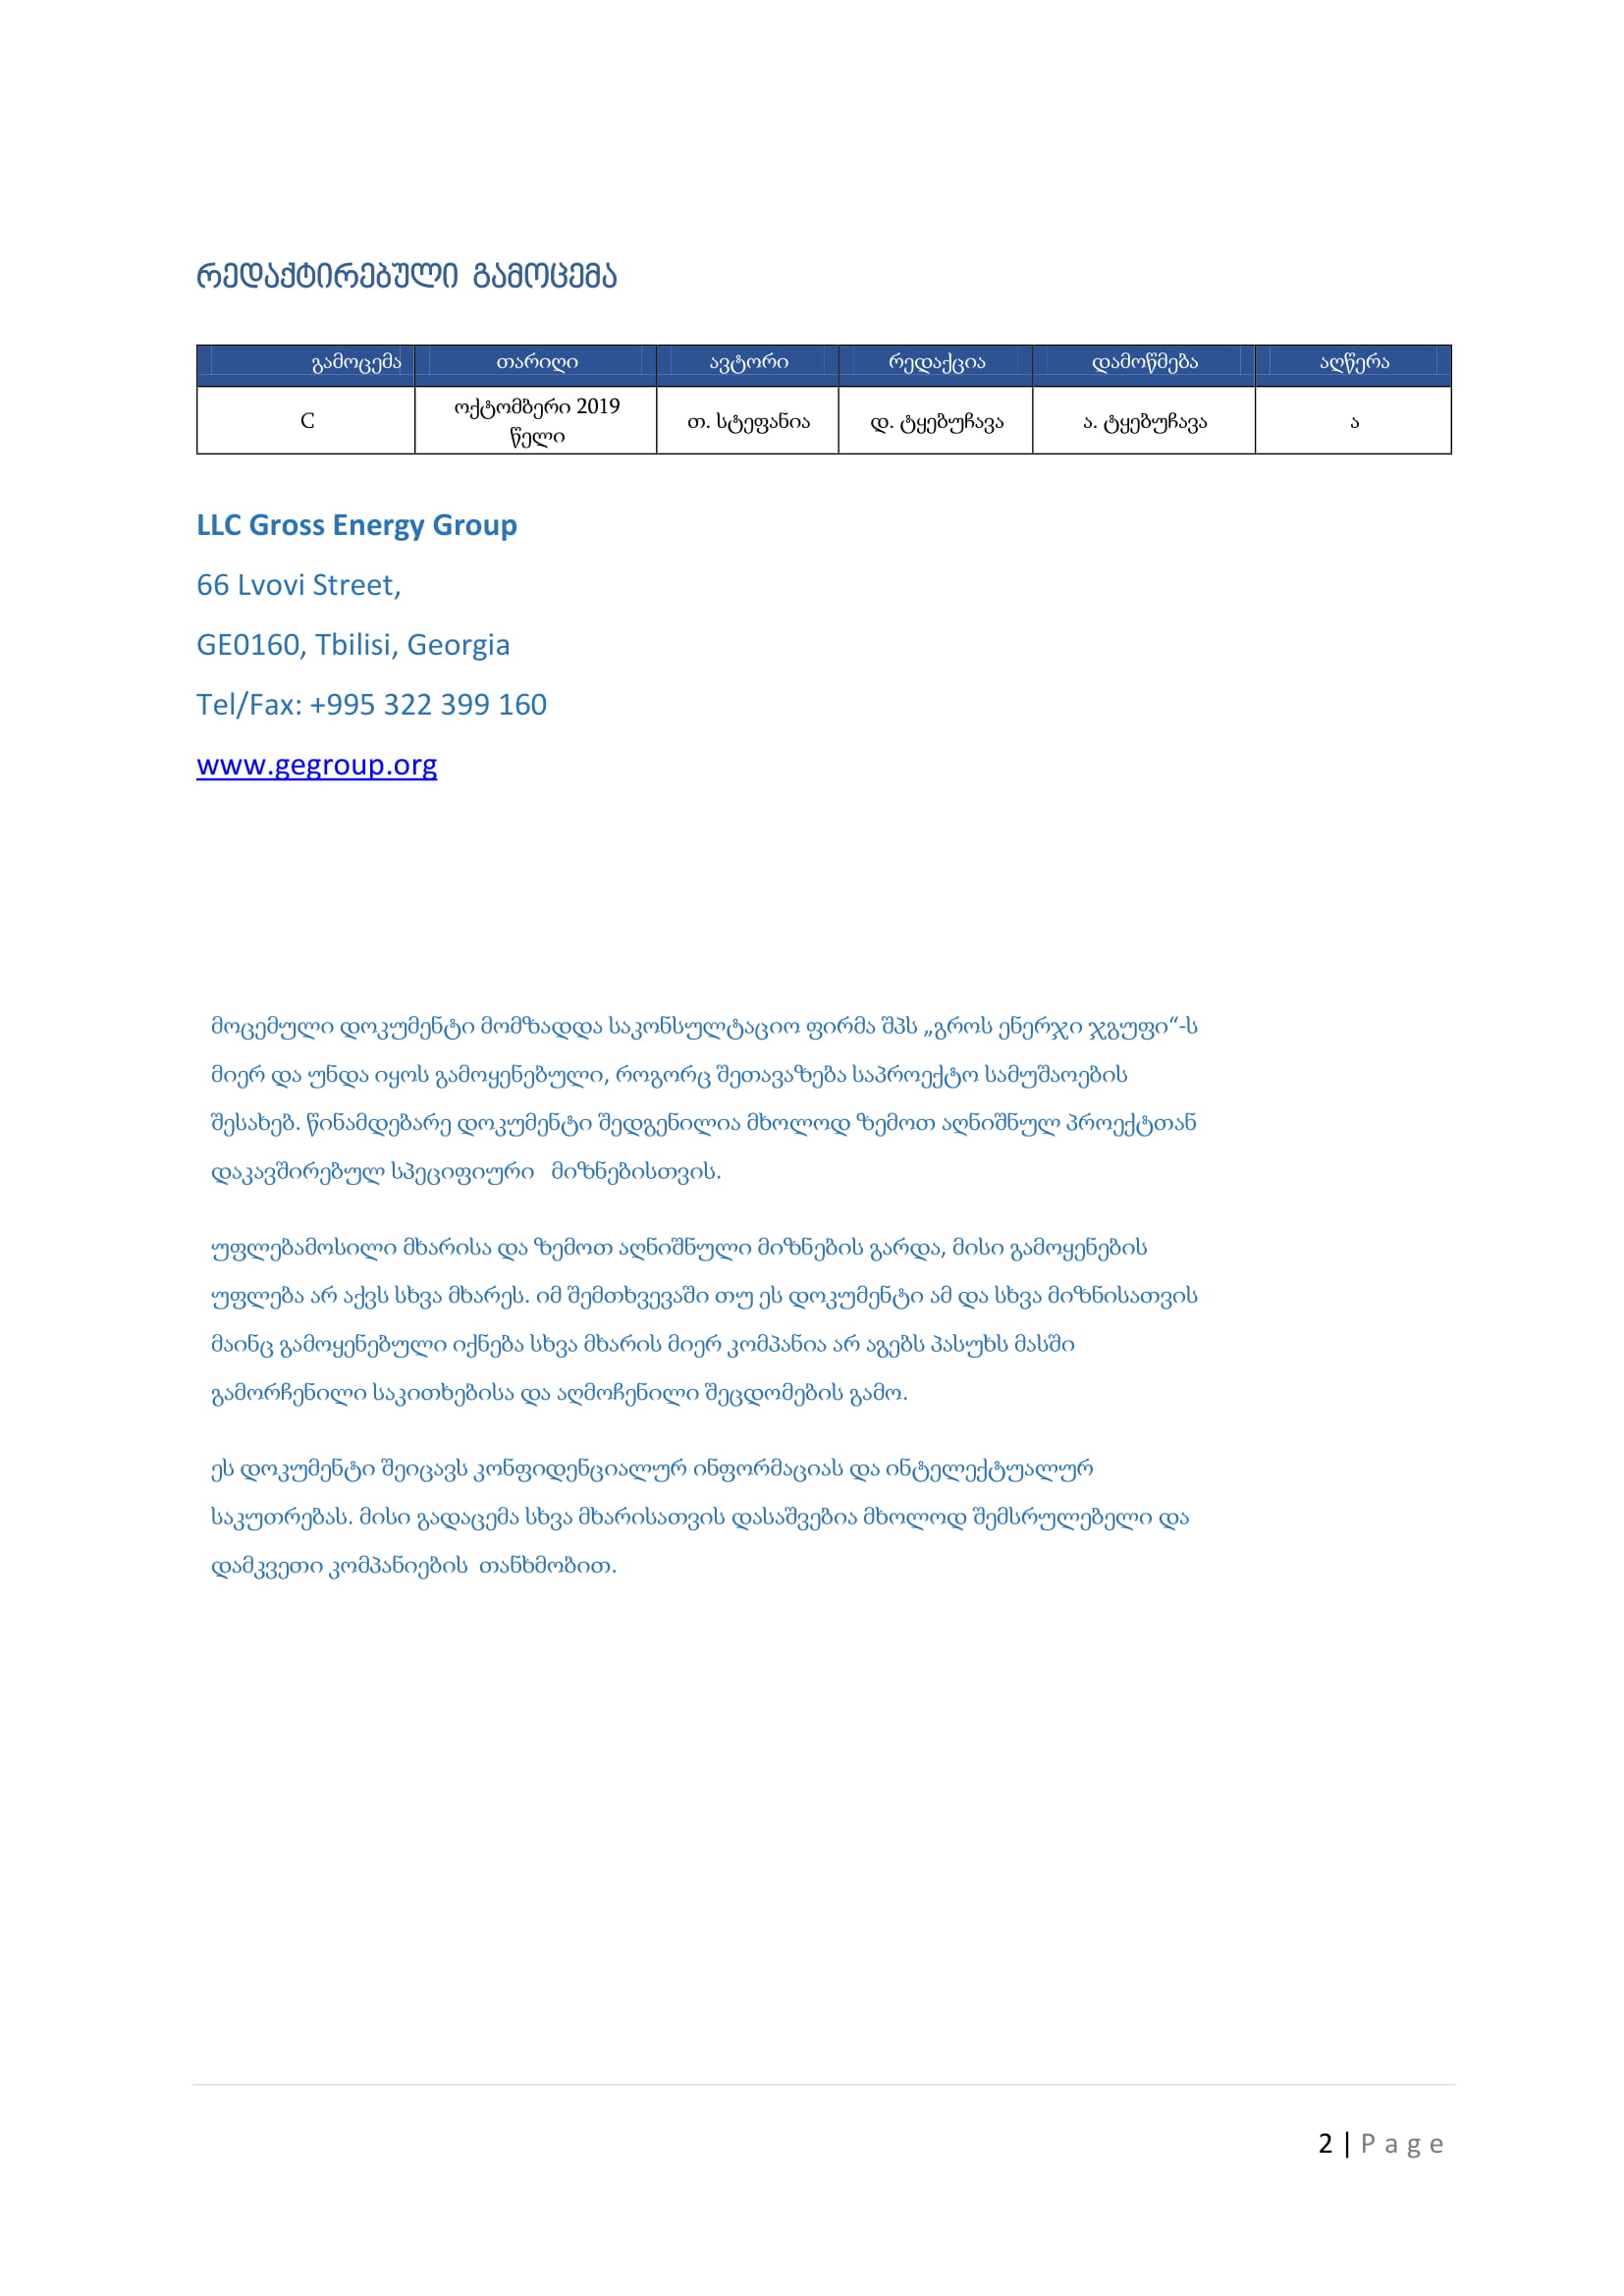 რედაქტირებული გამოცემა
გამოცემა თარიღი ავტორი რედაქცია დამოწმება აღწერა
C ოქტომბერი 2019 წელი თ. სტეფანია დ. ტყებუჩავა ა. ტყებუჩავა ა
LLC Gross Energy Group
66 Lvovi Street,
GE0160, Tbilisi, Georgia
Tel/Fax: +995 322 399 160
www.gegroup.org
მოცემული დოკუმენტი მომზადდა საკონსულტაციო ფირმა შპს „გროს ენერჯი ჯგუფი“-ს
მიერ და უნდა იყოს გამოყენებული, როგორც შეთავაზება საპროექტო სამუშაოების
შესახებ. წინამდებარე დოკუმენტი შედგენილია მხოლოდ ზემოთ აღნიშნულ პროექტთან
დაკავშირებულ სპეციფიური მიზნებისთვის.
უფლებამოსილი მხარისა და ზემოთ აღნიშნული მიზნების გარდა, მისი გამოყენების
უფლება არ აქვს სხვა მხარეს. იმ შემთხვევაში თუ ეს დოკუმენტი ამ და სხვა მიზნისათვის
მაინც გამოყენებული იქნება სხვა მხარის მიერ კომპანია არ აგებს პასუხს მასში
გამორჩენილი საკითხებისა და აღმოჩენილი შეცდომების გამო.
ეს დოკუმენტი შეიცავს კონფიდენციალურ ინფორმაციას და ინტელექტუალურ
საკუთრებას. მისი გადაცემა სხვა მხარისათვის დასაშვებია მხოლოდ შემსრულებელი და
დამკვეთი კომპანიების თანხმობით.
2 | Page